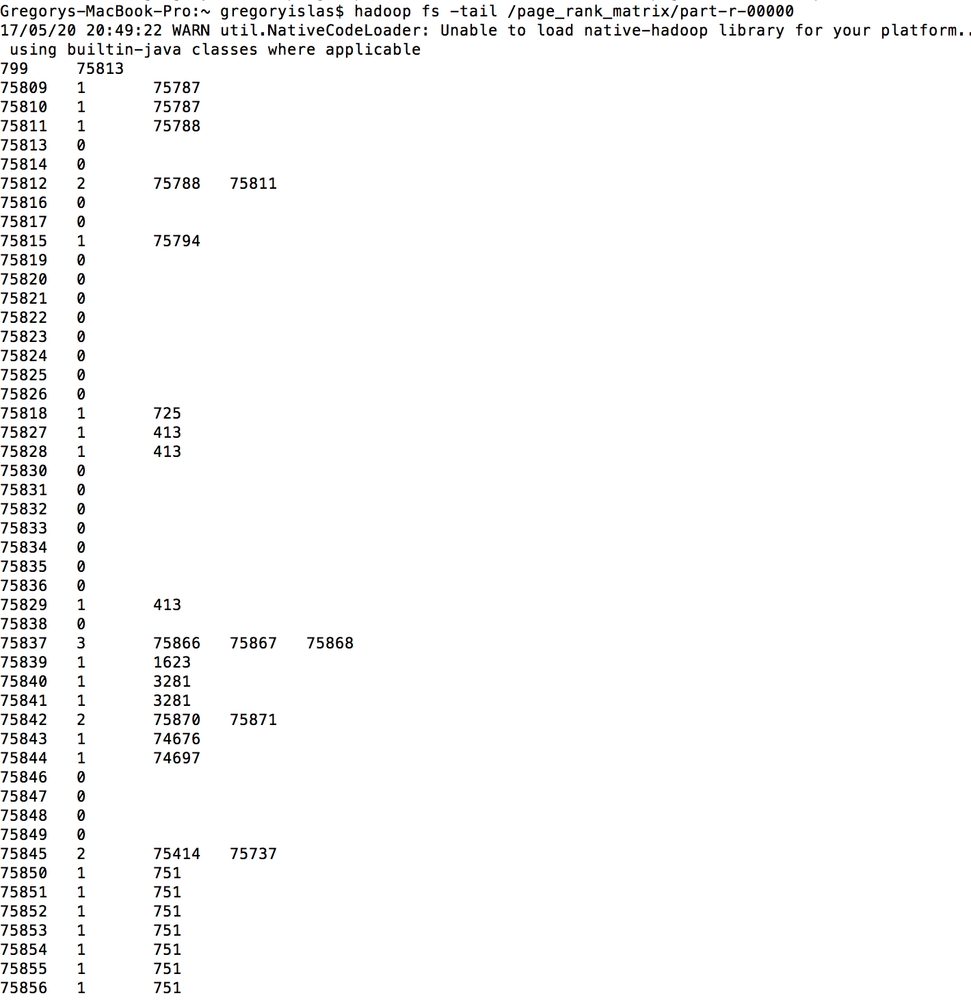 Gregorys-MacBook-Pro:~ gregoryislas$ hadoop fs -tail /page_rank_matrix/part-r-00000
17/05/20 20:49:22 WARN util.NativeCodeLoader: Unable to load native-hadoop library for your platform..
using builtin-java classes where applicable
799 75813
75809 1 75787
75810 1 75787
75811 1 75788
75813 0
75814 0
75812 2 75788 75811
75816 0
75817 0
75815 1 75794
75819 0
75820 0
75821 0
75822 0
75823 0
75824 0
75825 0
75826 0
75818 1 725
75827 1 413
75828 1 413
75830 0
75831 0
75832 0
75833 0
75834 0
75835 0
75836 0
75829 1 413
75838 0
75837 3 75866 75867 75868
75839 1 1623
75840 1 3281
75841 1 3281
75842 2 75870 75871
75843 1 74676
75844 1 74697
75846 0
75847 0
75848 0
75849 0
75845 2 75414 75737
75850 1 751
75851 1 751
75852 1 751
75853 1 751
75854 1 751
75855 1 751
75856 1 751